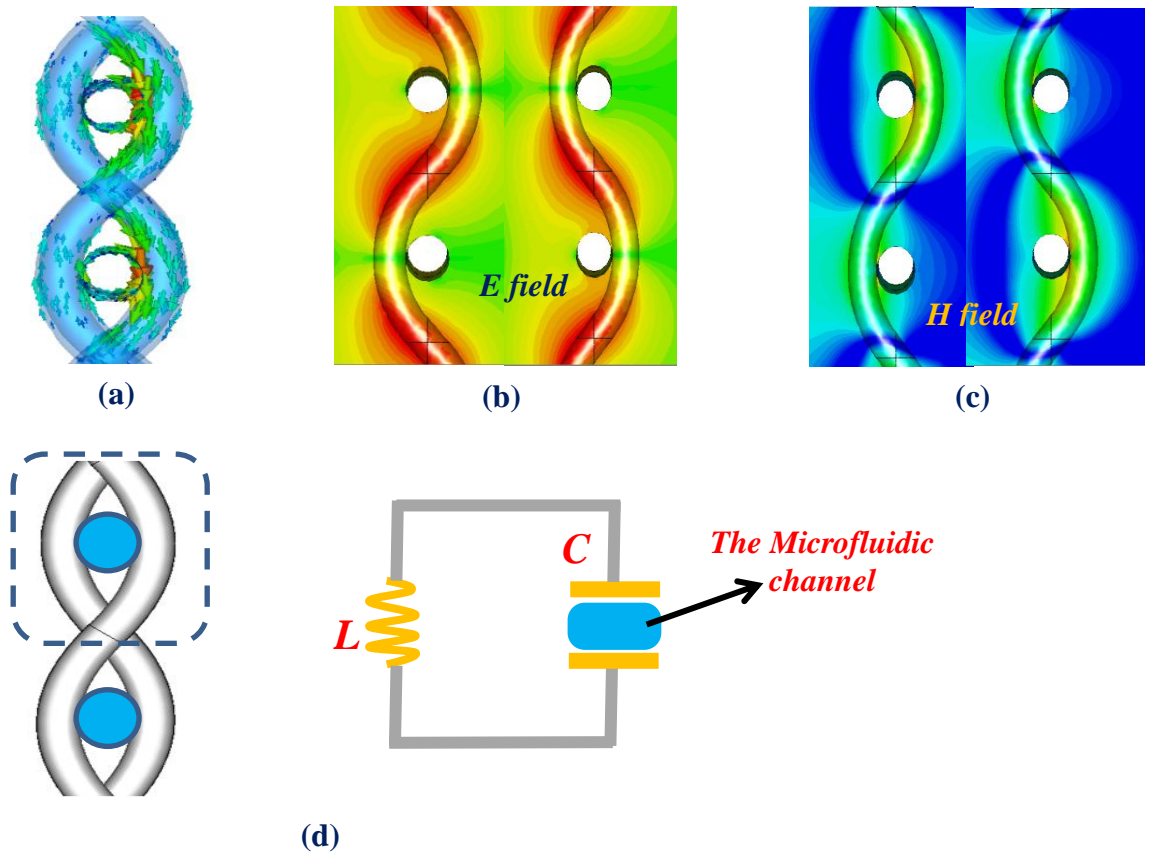 E field
H field
(a)
(b)
(c)
C
The Microfluidic
channel
L
(d)